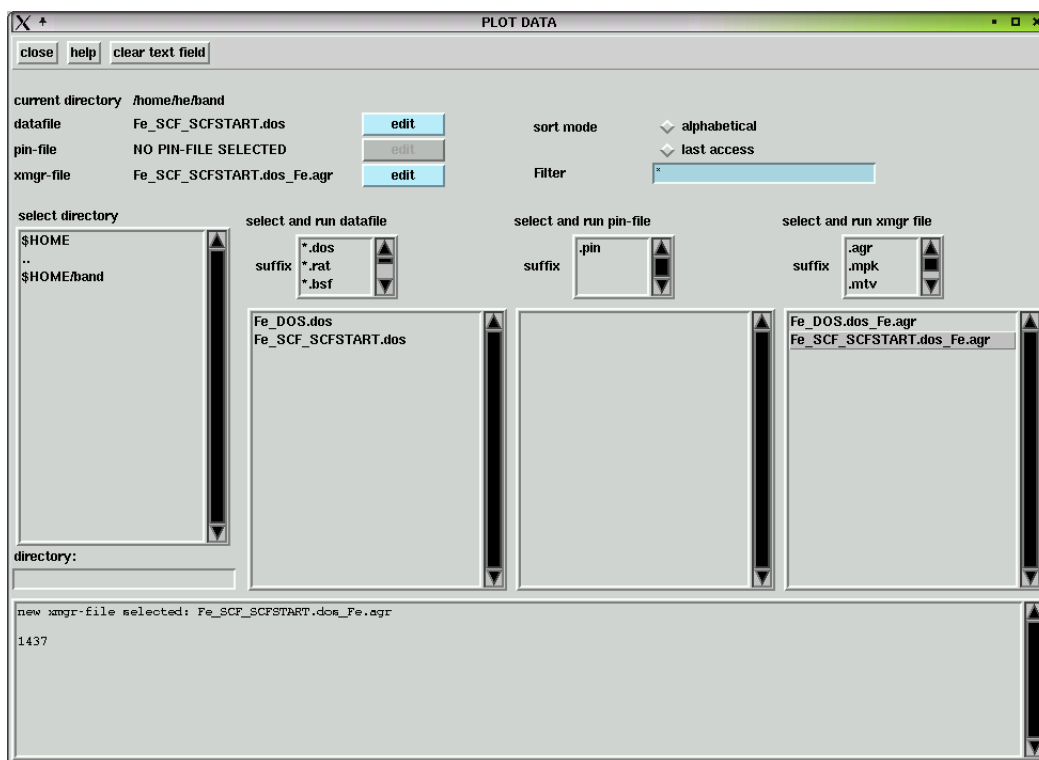 PLOT DATA
close help clear text field
current directory /home/he/band
datafile Fe_SCF_SCFSTART.dos edit
sort mode alphabetical
pin-file NO PIN-FILE SELECTED edit
last access
xmgr-file Fe_SCF_SCFSTART.dos_Fe.agr edit
Filter *
select directory
$HOME
..
$HOME/band
directory:
select and run datafile
suffix
*.dos
*.rat
*.bsf
Fe_DOS.dos
Fe_SCF_SCFSTART.dos
select and run pin-file
suffix
.pin
select and run xmgr file
suffix
.agr
.mpk
.mtv
Fe_DOS.dos_Fe.agr
Fe_SCF_SCFSTART.dos_Fe.agr
new xmgr-file selected: Fe_SCF_SCFSTART.dos_Fe.agr
1437